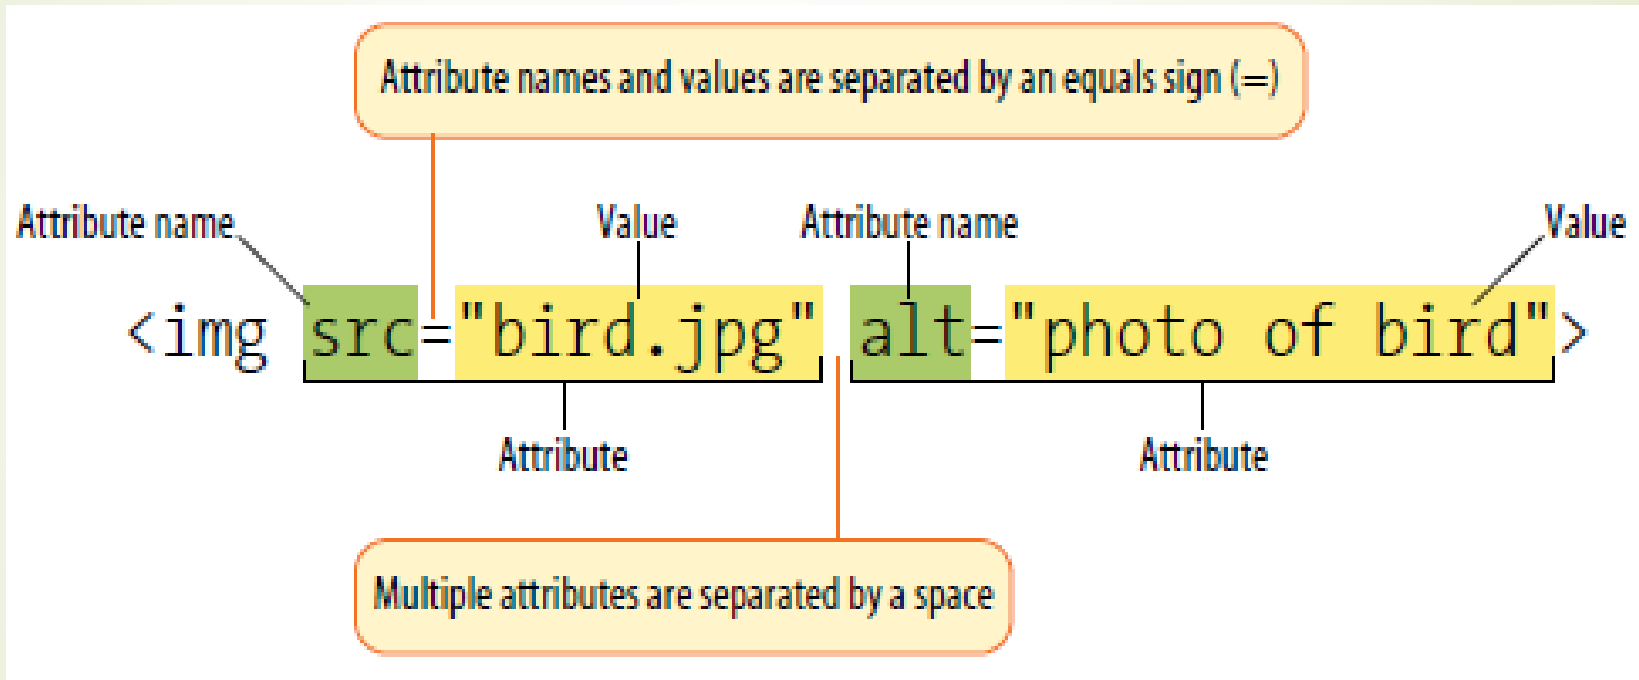 Attribute names and values are separated by an equals sign (=)
Attribute name Value Attribute name Value
<img src="bird.jpg" alt="photo of bird">
Attribute Attribute
Multiple attributes are separated by a space